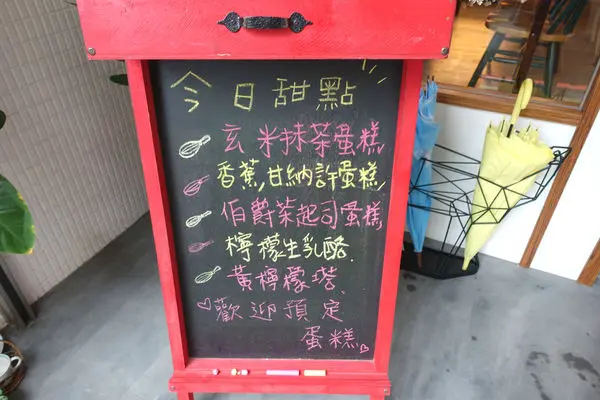 今日甜點
玄米抹茶蛋糕
香蕉甘納許蛋糕
伯爵茶起司蛋糕
檸檬生乳酪
黃檸檬塔
歡迎預定
蛋糕